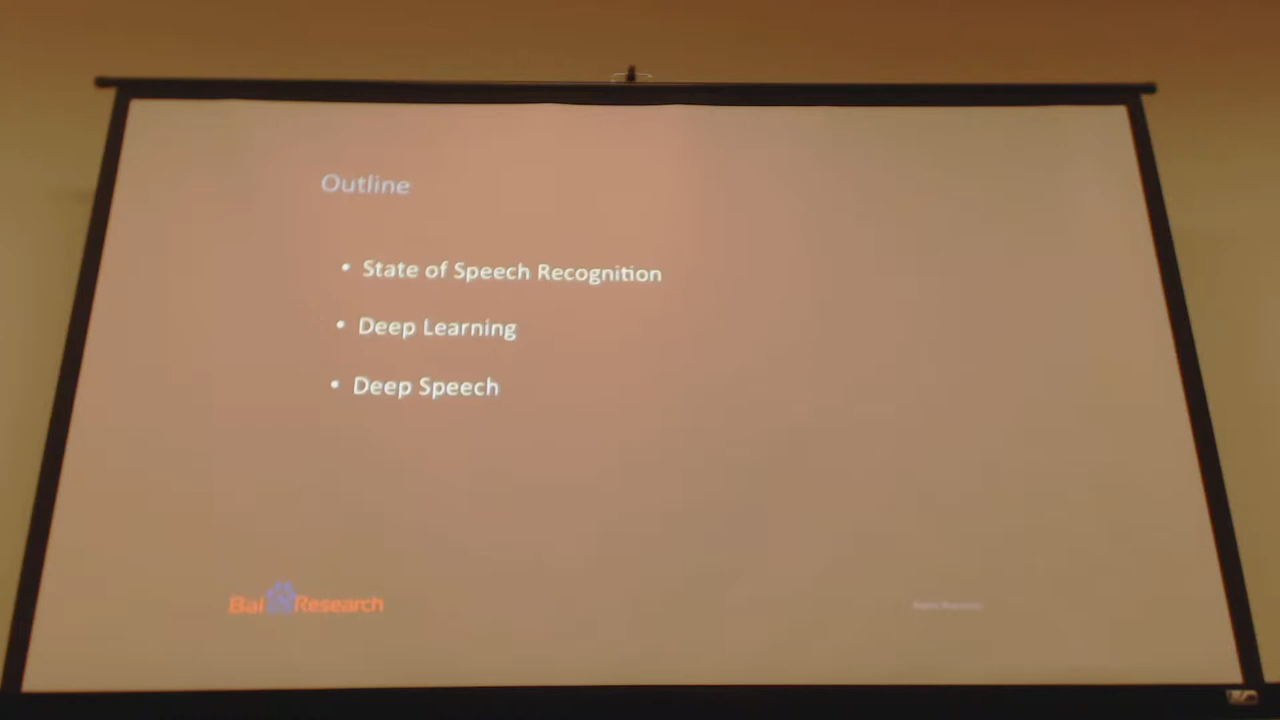 Outline
• State of Speech Recognition
• Deep Learning
• Deep Speech
Bai Research